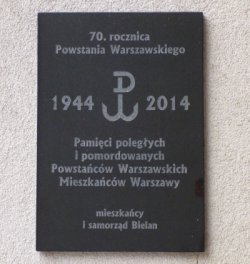 70. rocznica
Powstania Warszawskiego
1944 2014
Pamięci poległych
i pomordowanych
Powstańców Warszawskich
Mieszkańców Warszawy
mieszkańcy
i samorząd Bielan